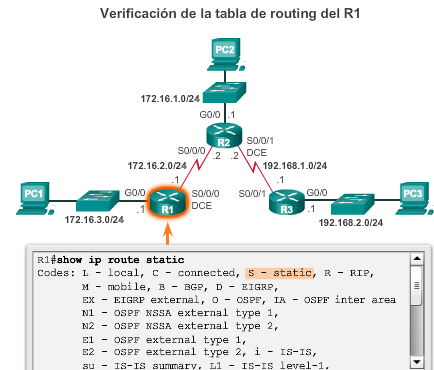 Verificación de la tabla de routing del R1
PC2
172.16.1.0/24
G0/0
.1
R2
S0/0/0
S0/0/1
DCE
.2
.2
172.16.2.0/24
192.168.1.0/24
.1
.1
PC1
G0/0
.1
R1
S0/0/0
DCE
172.16.3.0/24
S0/0/1
R3
G0/0
.1
PC3
192.168.2.0/24
R1#show ip route static
Codes: L - local, C - connected, S - static, R - RIP,
M - mobile, B - BGP, D - EIGRP,
EX - EIGRP external, O - OSPF, IA - OSPF inter area
N1 - OSPF NSSA external type 1,
N2 - OSPF NSSA external type 2,
E1 - OSPF external type 1,
E2 - OSPF external type 2, i - IS-IS,
su - IS-IS summary, L1 - IS-IS level-1,